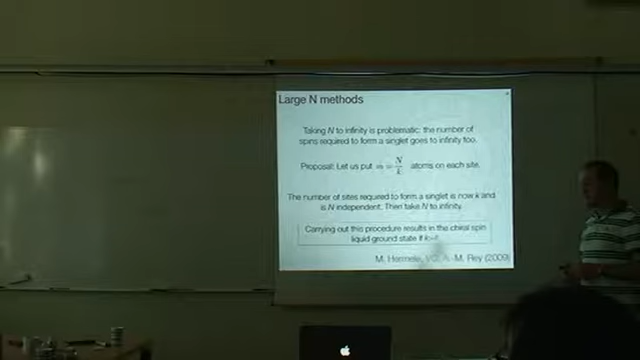 Large N methods
Taking N to infinity is problematic: the number of
spins required to form a singlet goes to infinity too.
Proposal: Let us put m = N/k atoms on each site.
The number of sites required to form a singlet is now k and
is N independent. Then take N to infinity.
Carrying out this procedure results in the chiral spin
liquid ground state if
M. Hermele, VG, A.-M. Rey (2009)